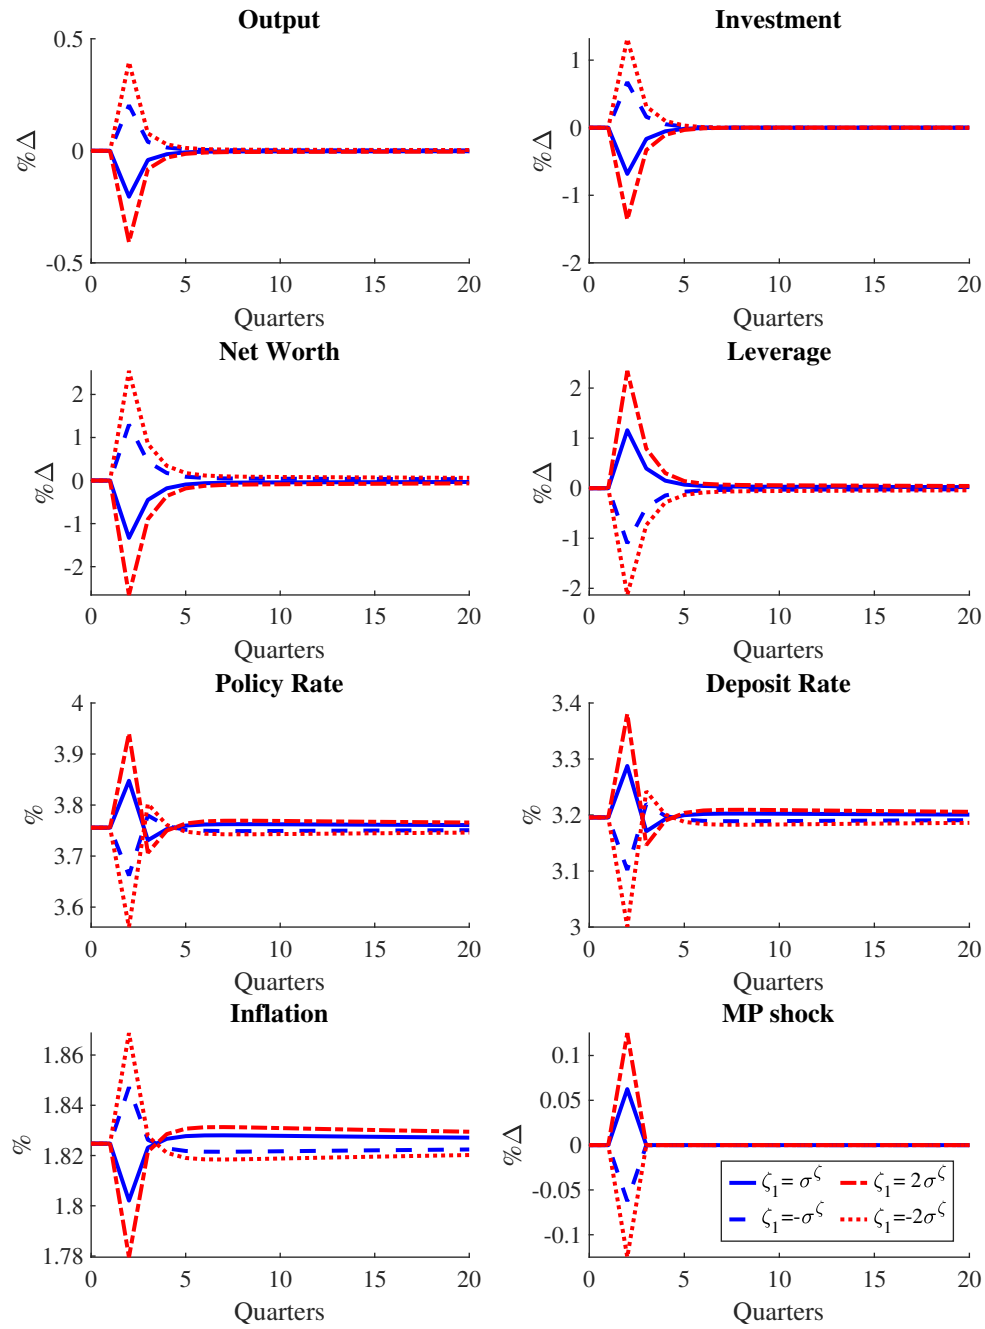 Output
%Δ
0.5
0
-0.5
0 5 10 15 20
Quarters
Investment
1
0
-1
-2
0 5 10 15 20
Quarters
Net Worth
%Δ
2
1
0
-1
-2
0 5 10 15 20
Quarters
Leverage
2
1
0
-1
-2
0 5 10 15 20
Quarters
Policy Rate
%
4
3.9
3.8
3.7
3.6
0 5 10 15 20
Quarters
Deposit Rate
3.4
3.3
3.2
3.1
3
0 5 10 15 20
Quarters
Inflation
%
1.86
1.84
1.82
1.8
1.78
0 5 10 15 20
Quarters
MP shock
%Δ
0.1
0.05
0
-0.05
-0.1
0 5 10 15 20
Quarters
ζ₁= σ^ζ
ζ₁=-σ^ζ
ζ₁= 2σ^ζ
ζ₁=-2σ^ζ